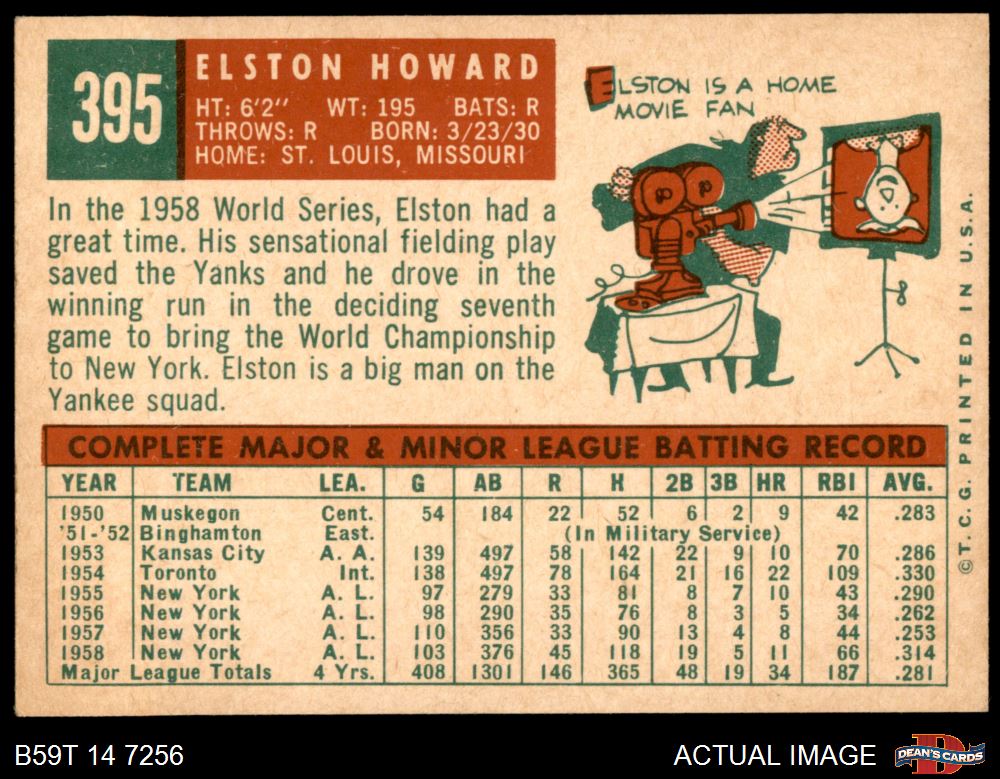 395
ELSTON HOWARD
HT: 6'2" WT: 195 BATS: R
THROWS: R BORN: 3/23/30
HOME: ST. LOUIS, MISSOURI
ELSTON IS A HOME
MOVIE FAN
In the 1958 World Series, Elston had a
great time. His sensational fielding play
saved the Yanks and he drove in the
winning run in the deciding seventh
game to bring the World Championship
to New York. Elston is a big man on the
Yankee squad.
COMPLETE MAJOR & MINOR LEAGUE BATTING RECORD
YEAR TEAM LEA. G AB R H 2B 3B HR RBI AVG.
1950 Muskegon Cent. 54 184 22 52 6 2 9 42 .283
'51-'52 Binghamton East. (In Military Service)
1953 Kansas City A. A. 139 497 58 142 22 9 10 70 .286
1954 Toronto Int. 138 497 78 164 21 16 22 109 .330
1955 New York A. L. 97 279 33 81 8 7 10 43 .290
1956 New York A. L. 98 290 35 76 8 3 5 34 .262
1957 New York A. L. 110 356 33 90 13 4 8 44 .253
1958 New York A. L. 103 376 45 118 19 5 11 66 .314
Major League Totals 4 Yrs. 408 1301 146 365 48 19 34 187 .281
©T. C. G. PRINTED IN U.S.A.
B59T 14 7256
ACTUAL IMAGE
D
DEAN'S CARDS